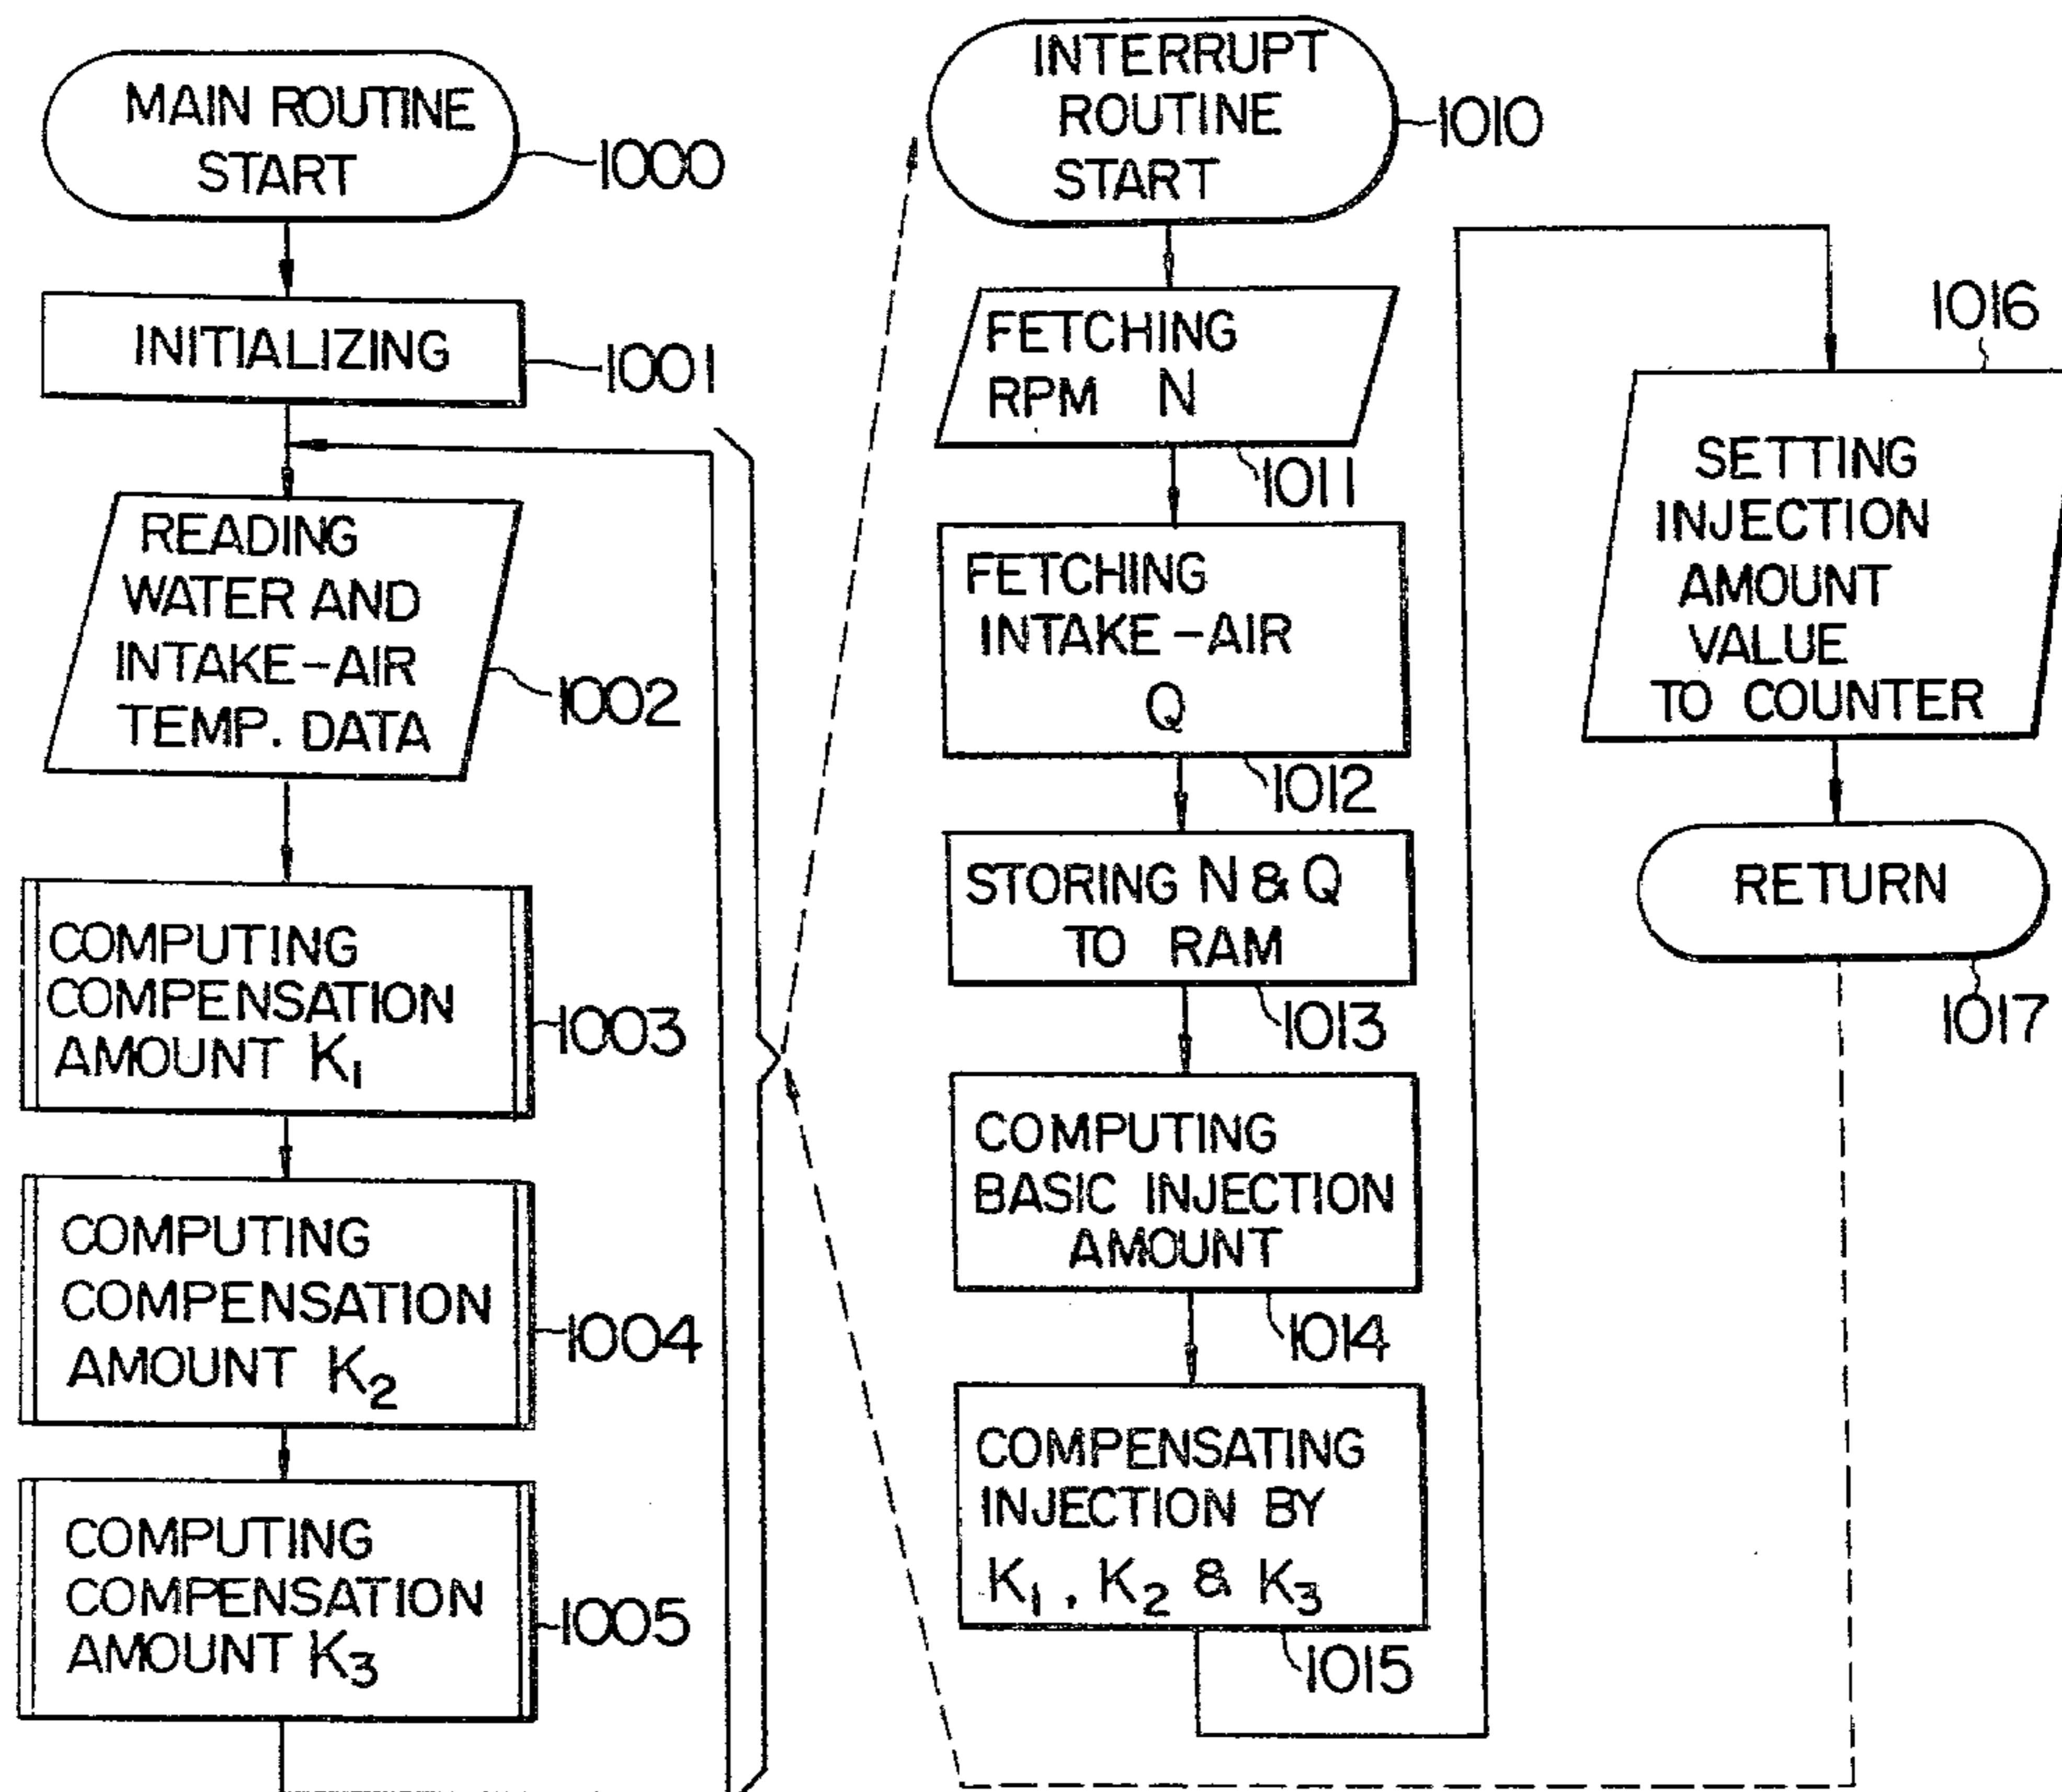 MAIN ROUTINE
START
1000
INITIALIZING
1001
READING
WATER AND
INTAKE-AIR
TEMP. DATA
1002
COMPUTING
COMPENSATION
AMOUNT K1
1003
COMPUTING
COMPENSATION
AMOUNT K2
1004
COMPUTING
COMPENSATION
AMOUNT K3
1005
INTERRUPT
ROUTINE
START
1010
FETCHING
RPM N
1011
FETCHING
INTAKE-AIR
Q
1012
STORING N & Q
TO RAM
1013
COMPUTING
BASIC INJECTION
AMOUNT
1014
COMPENSATING
INJECTION BY
K1, K2 & K3
1015
1016
SETTING
INJECTION
AMOUNT
VALUE
TO COUNTER
RETURN
1017